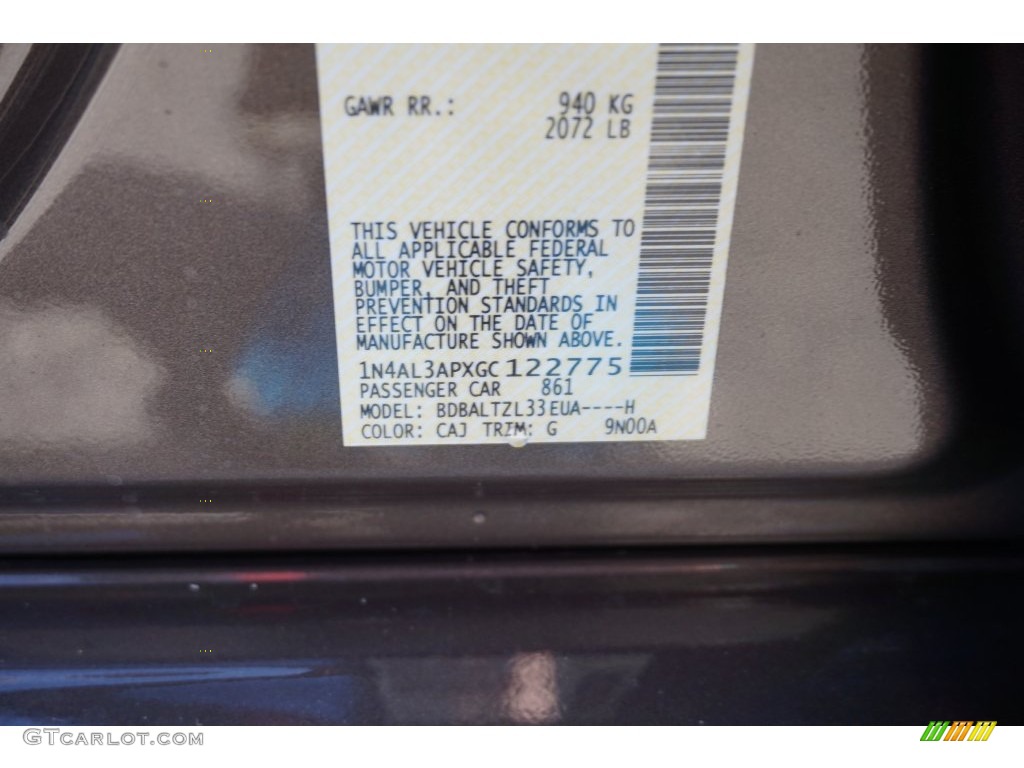 GAWR RR.: 940 KG
2072 LB
THIS VEHICLE CONFORMS TO
ALL APPLICABLE FEDERAL
MOTOR VEHICLE SAFETY,
BUMPER, AND THEFT
PREVENTION STANDARDS IN
EFFECT ON THE DATE OF
MANUFACTURE SHOWN ABOVE.
1N4AL3APXGC122775
PASSENGER CAR 861
MODEL: BDBALTZL33EUA----H
COLOR: CAJ TRIM: G 9N00A
GTCARLOT.COM